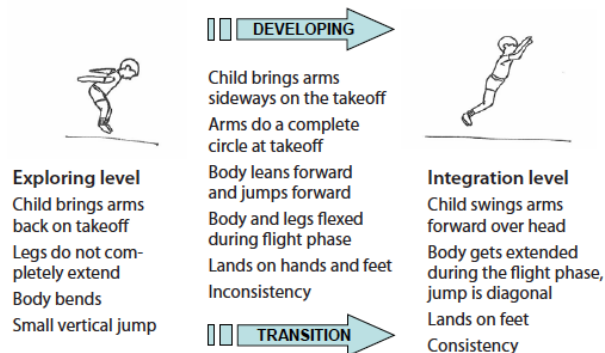 DEVELOPING
Exploring level
Child brings arms
back on takeoff
Legs do not com-
pletely extend
Body bends
Small vertical jump
Child brings arms
sideways on the takeoff
Arms do a complete
circle at takeoff
Body leans forward
and jumps forward
Body and legs flexed
during flight phase
Lands on hands and feet
Inconsistency
TRANSITION
Integration level
Child swings arms
forward over head
Body gets extended
during the flight phase,
jump is diagonal
Lands on feet
Consistency